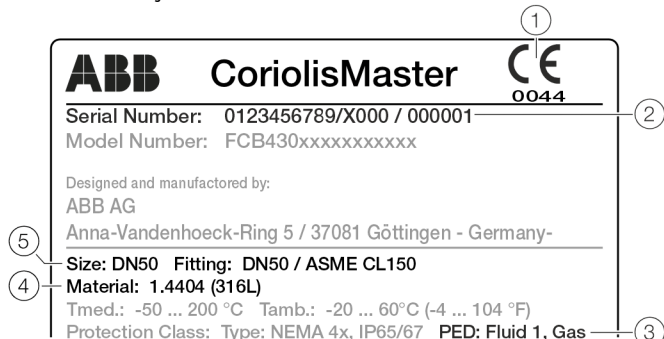 1
ABB CoriolisMaster CE
0044
Serial Number: 0123456789/X000 / 000001
2
Model Number: FCB430xxxxxxxxxxx
Designed and manufactored by:
ABB AG
Anna-Vandenhoeck-Ring 5 / 37081 Göttingen - Germany-
5
Size: DN50 Fitting: DN50 / ASME CL150
4
Material: 1.4404 (316L)
Tmed.: -50 ... 200 °C Tamb.: -20 ... 60°C (-4 ... 104 °F)
Protection Class: Type: NEMA 4x, IP65/67 PED: Fluid 1, Gas
3